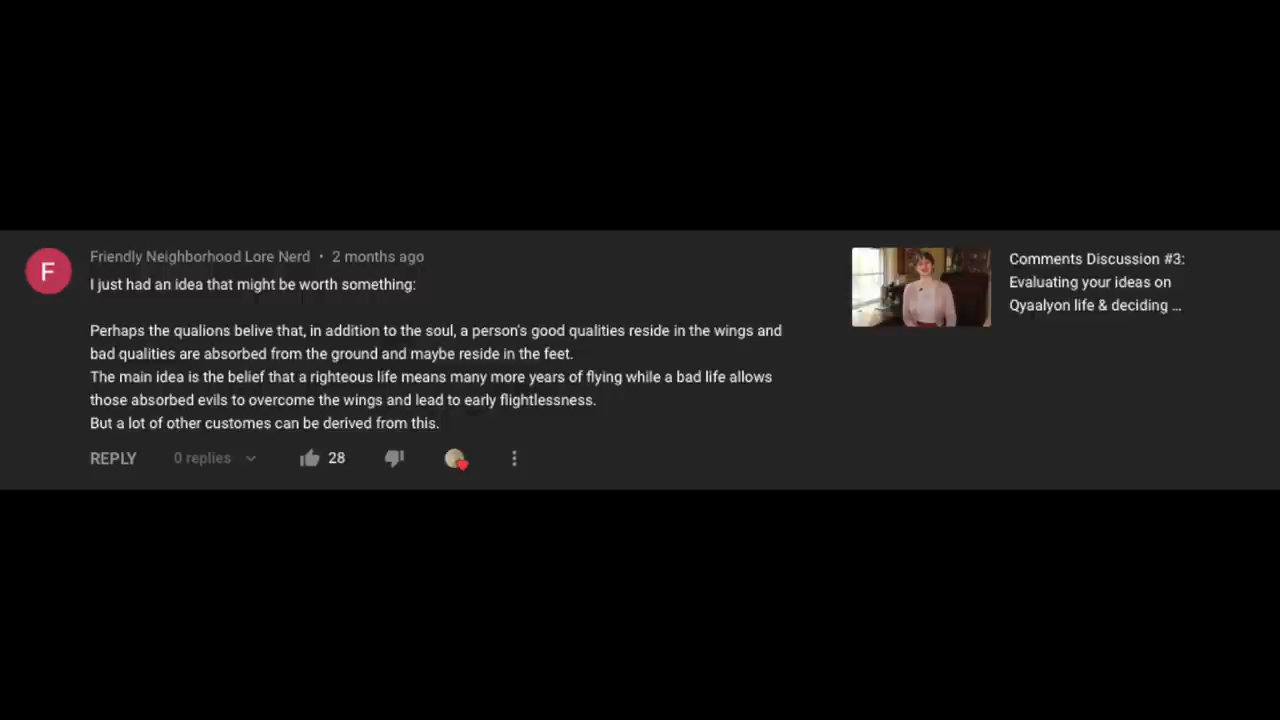 Friendly Neighborhood Lore Nerd • 2 months ago
I just had an idea that might be worth something:
Perhaps the qualions belive that, in addition to the soul, a person's good qualities reside in the wings and
bad qualities are absorbed from the ground and maybe reside in the feet.
The main idea is the belief that a righteous life means many more years of flying while a bad life allows
those absorbed evils to overcome the wings and lead to early flightlessness.
But a lot of other customes can be derived from this.
REPLY 0 replies 28
F
Comments Discussion #3:
Evaluating your ideas on
Qyaalyon life & deciding ...